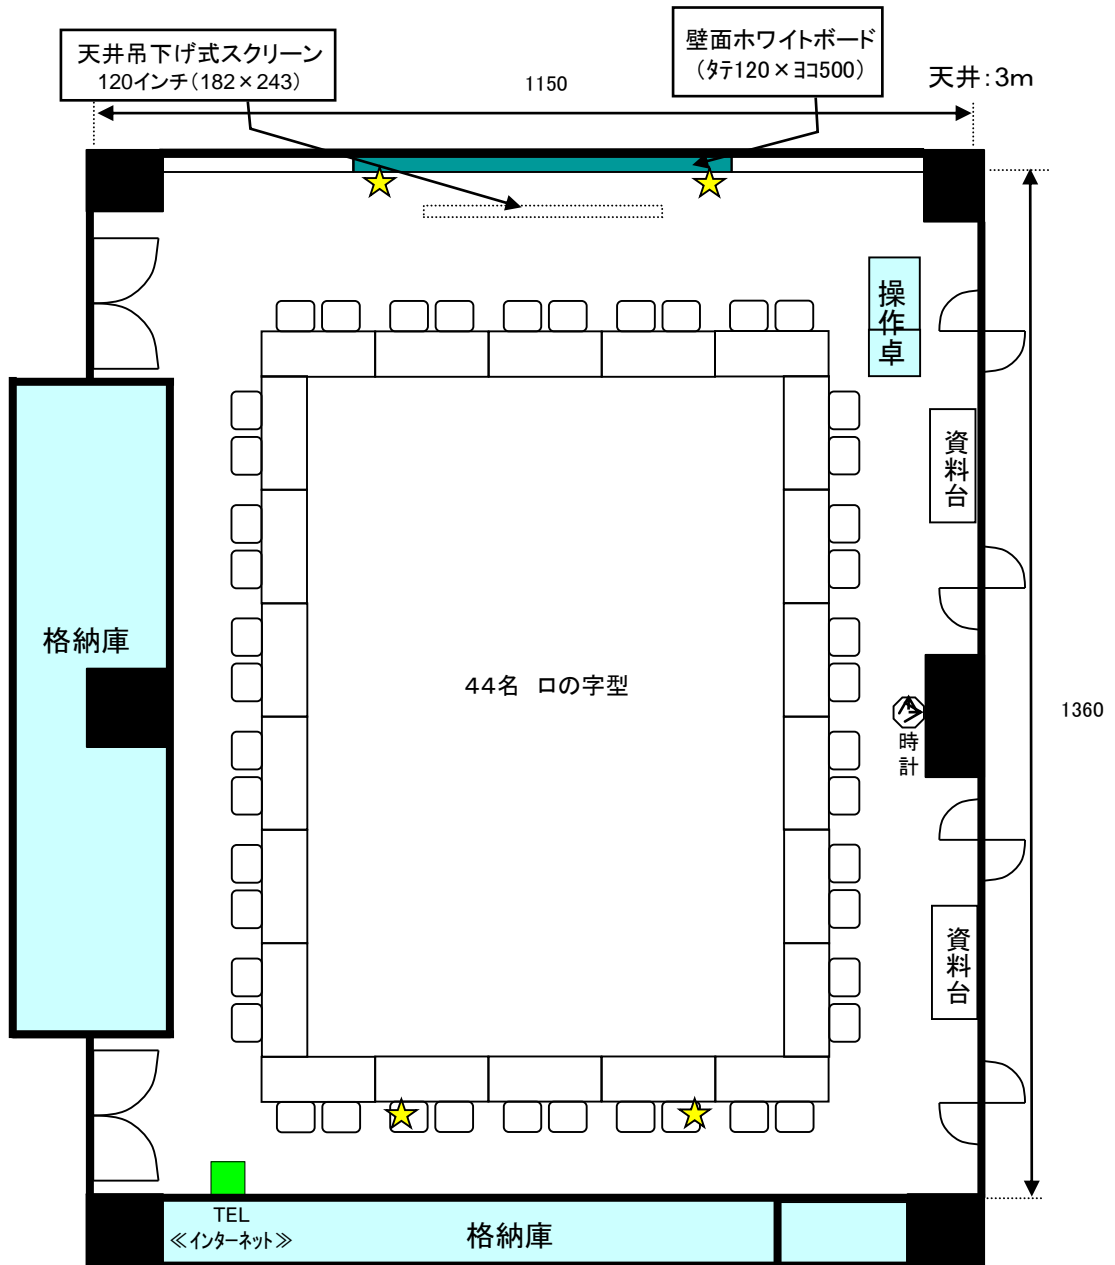 天井吊下げ式スクリーン
120インチ（182×243）
壁面ホワイトボード
（ﾀﾃ120×ﾖｺ500）
天井：3m
1150
操作卓
資料台
格納庫
44名 ロの字型
1360
時計
資料台
TEL
≪インターネット≫
格納庫